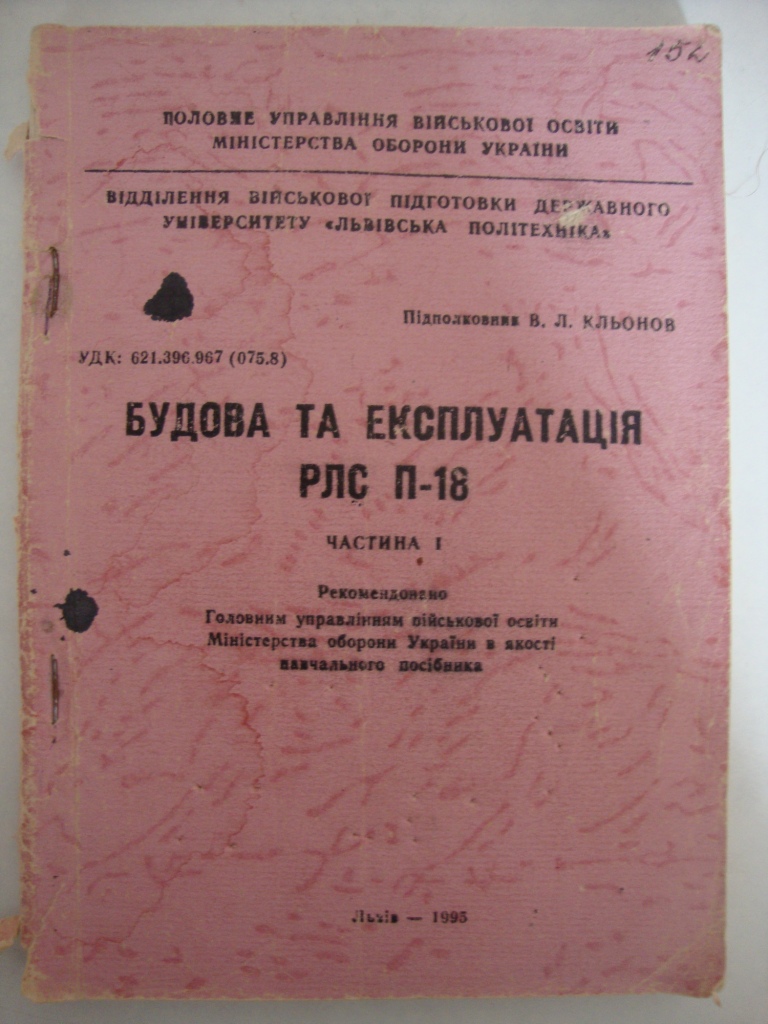 152
ГОЛОВНЕ УПРАВЛІННЯ ВІЙСЬКОВОЇ ОСВІТИ
МІНІСТЕРСТВА ОБОРОНИ УКРАЇНИ
ВІДДІЛЕННЯ ВІЙСЬКОВОЇ ПІДГОТОВКИ ДЕРЖАВНОГО
УНІВЕРСИТЕТУ «ЛЬВІВСЬКА ПОЛІТЕХНІКА»
Підполковник В. Л. КЛЬОНОВ
УДК: 621.396.967 (075.8)
БУДОВА ТА ЕКСПЛУАТАЦІЯ
РЛС П-18
ЧАСТИНА І
Рекомендовано
Головним управлінням військової освіти
Міністерства оборони України в якості
навчального посібника
Львів — 1995